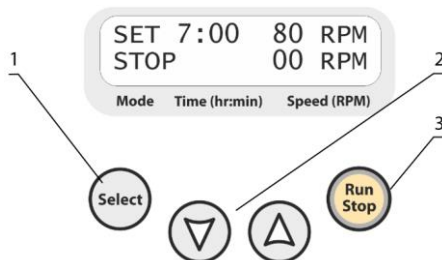 SET 7:00 80 RPM
STOP 00 RPM
Mode Time (hr:min) Speed (RPM)
1
2
3
Select
Run
Stop